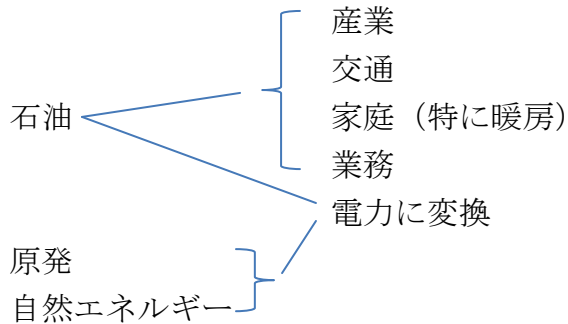 産業
交通
石油
家庭（特に暖房）
業務
電力に変換
原発
自然エネルギー